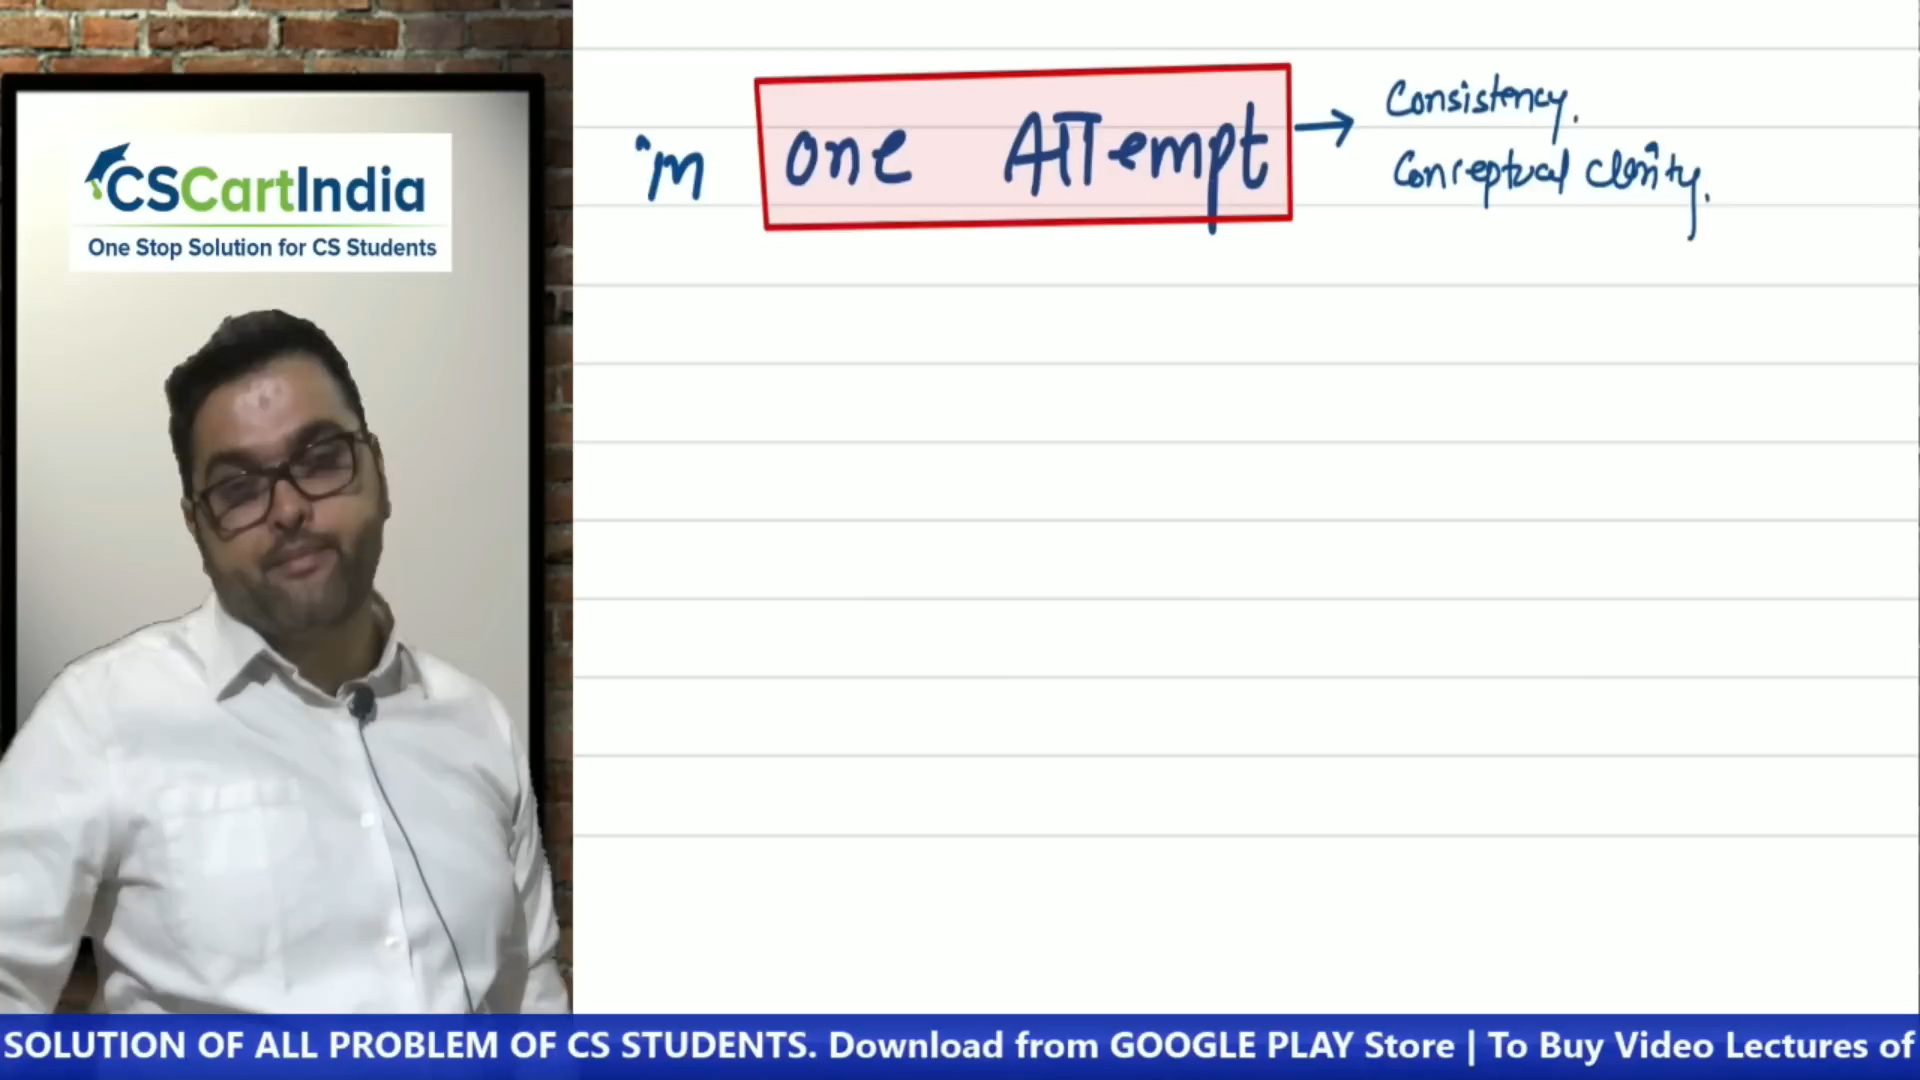 CSCartIndia
One Stop Solution for CS Students
in one ATTempt → Consistency.
Conceptual clarity.
SOLUTION OF ALL PROBLEM OF CS STUDENTS. Download from GOOGLE PLAY Store | To Buy Video Lectures of